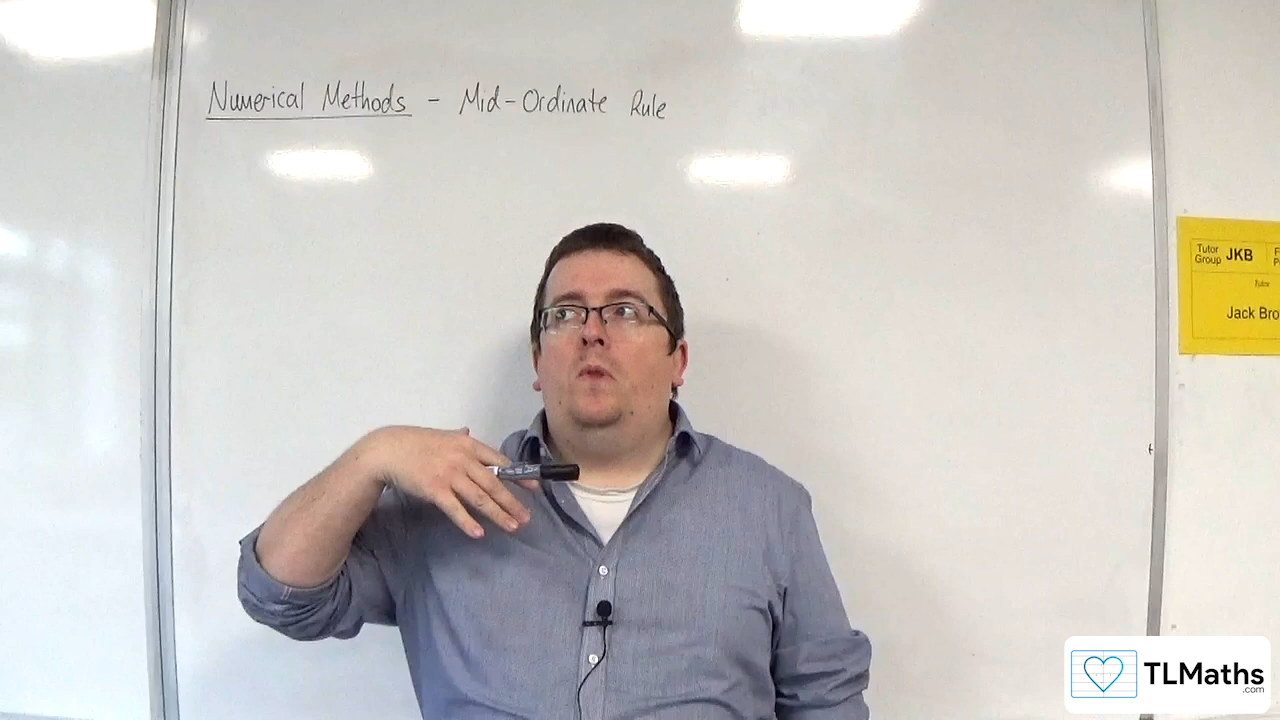 Numerical Methods - Mid-Ordinate Rule
Tutor Group JKB
Tutor
Jack Bro
TLMaths
.com